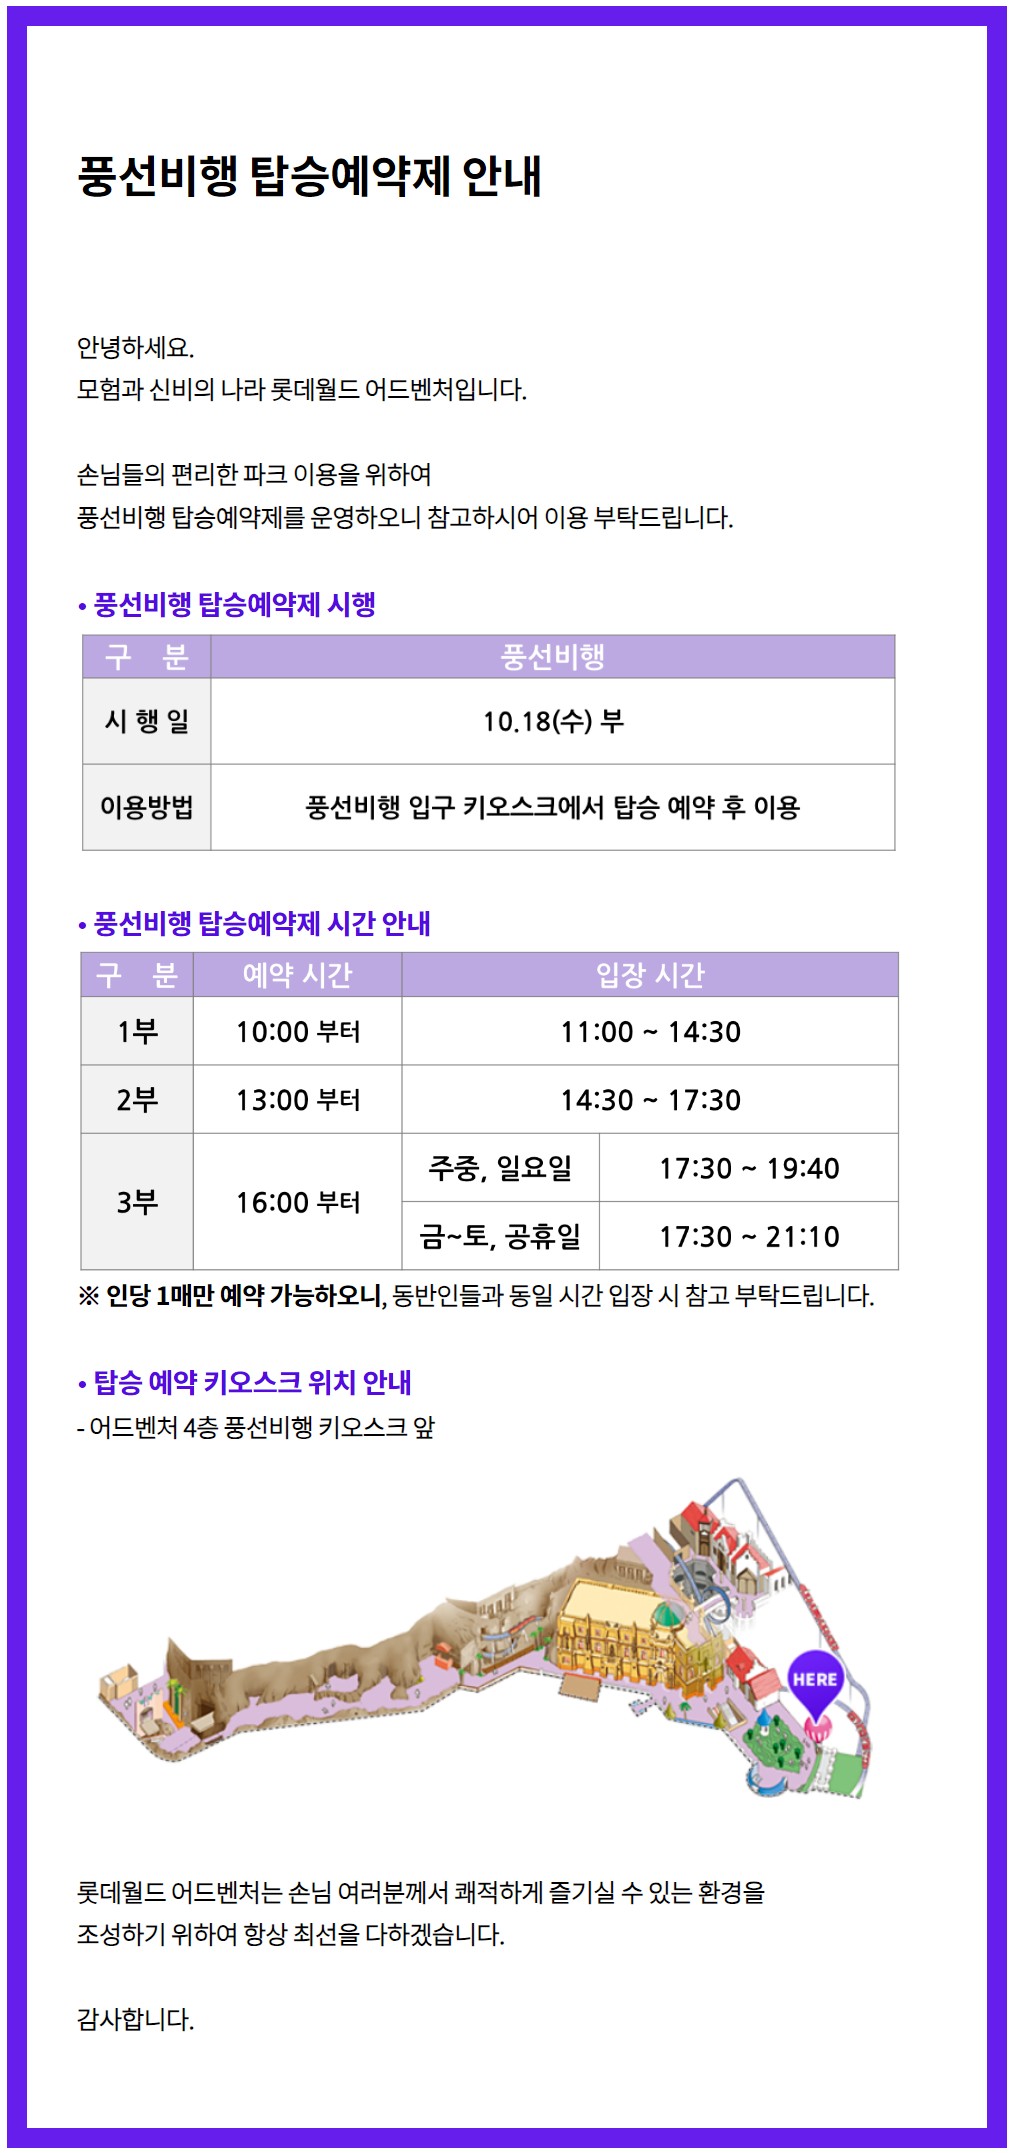 풍선비행 탑승예약제 안내
안녕하세요.
모험과 신비의 나라 롯데월드 어드벤처입니다.
손님들의 편리한 파크 이용을 위하여
풍선비행 탑승예약제를 운영하오니 참고하시어 이용 부탁드립니다.
• 풍선비행 탑승예약제 시행
구 분 풍선비행
시 행 일 10.18(수) 부
이용방법 풍선비행 입구 키오스크에서 탑승 예약 후 이용
• 풍선비행 탑승예약제 시간 안내
구 분 예약 시간 입장 시간
1부 10:00 부터 11:00 ~ 14:30
2부 13:00 부터 14:30 ~ 17:30
3부 16:00 부터 주중, 일요일 17:30 ~ 19:40
금~토, 공휴일 17:30 ~ 21:10
※ 인당 1매만 예약 가능하오니, 동반인들과 동일 시간 입장 시 참고 부탁드립니다.
• 탑승 예약 키오스크 위치 안내
- 어드벤처 4층 풍선비행 키오스크 앞
HERE
롯데월드 어드벤처는 손님 여러분께서 쾌적하게 즐기실 수 있는 환경을
조성하기 위하여 항상 최선을 다하겠습니다.
감사합니다.